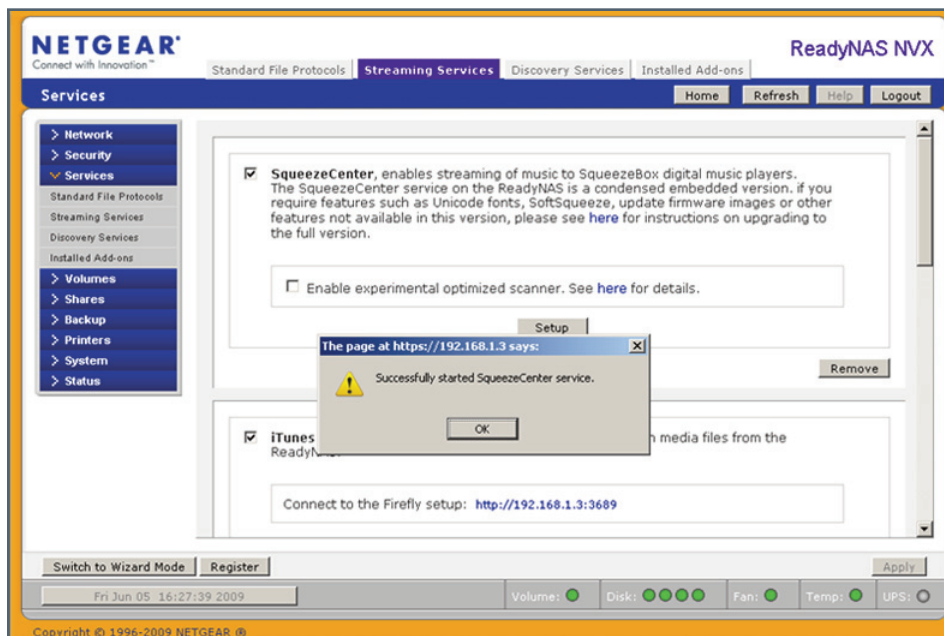 NETGEAR®
Connect with Innovation™
ReadyNAS NVX
Standard File Protocols
Streaming Services
Discovery Services
Installed Add-ons
Services
Home
Refresh
Help
Logout
> Network
> Security
Services
Standard File Protocols
Streaming Services
Discovery Services
Installed Add-ons
> Volumes
> Shares
> Backup
> Printers
> System
> Status
SqueezeCenter, enables streaming of music to SqueezeBox digital music players.
The SqueezeCenter service on the ReadyNAS is a condensed embedded version. if you
require features such as Unicode fonts, SoftSqueeze, update firmware images or other
features not available in this version, please see here for instructions on upgrading to
the full version.
Enable experimental optimized scanner. See here for details.
Setup
The page at https://192.168.1.3 says:
Successfully started SqueezeCenter service.
OK
Remove
iTunes
media files from the
Connect to the Firefly setup: http://192.168.1.3:3689
Switch to Wizard Mode
Register
Apply
Fri Jun 05 16:27:39 2009
Volume:
Disk:
Fan:
Temp:
UPS:
Copyright © 1996-2009 NETGEAR ®